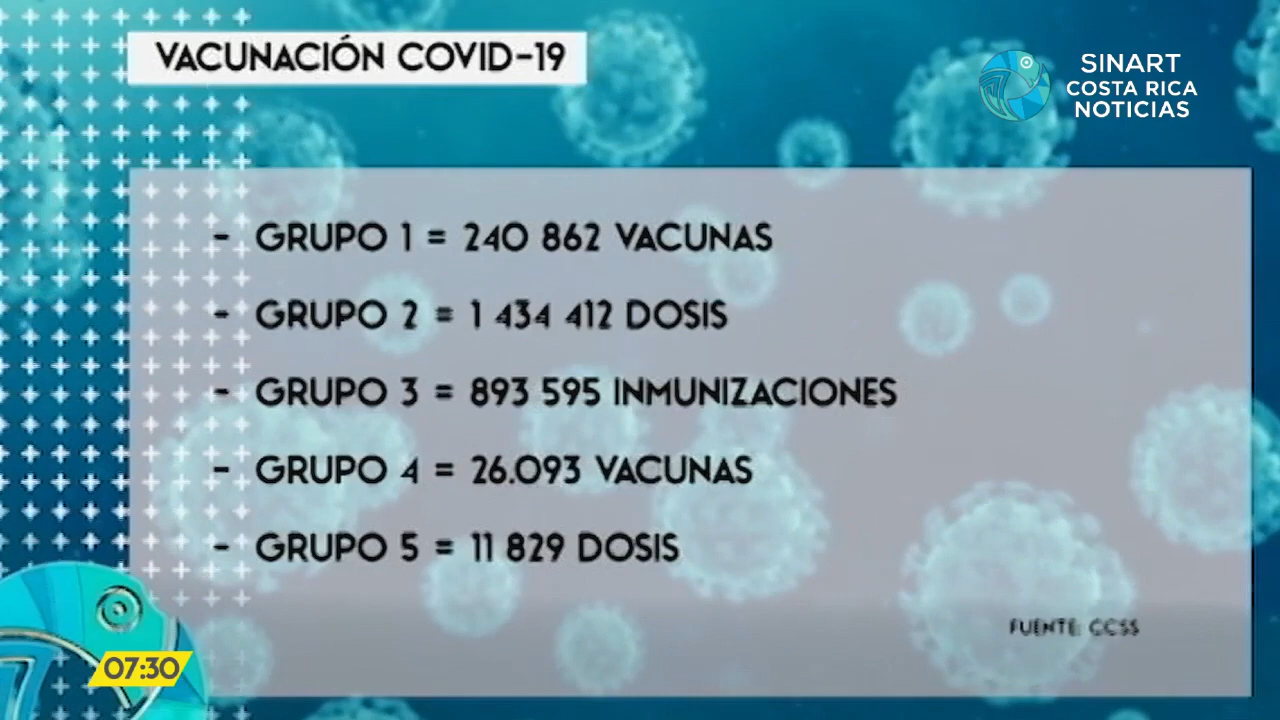 VACUNACIÓN COVID-19
SINART
COSTA RICA
NOTICIAS
- GRUPO 1 = 240 862 VACUNAS
- GRUPO 2 = 1 434 412 DOSIS
- GRUPO 3 = 893 595 INMUNIZACIONES
- GRUPO 4 = 26.093 VACUNAS
- GRUPO 5 = 11 829 DOSIS
FUENTE: CCSS
07:30